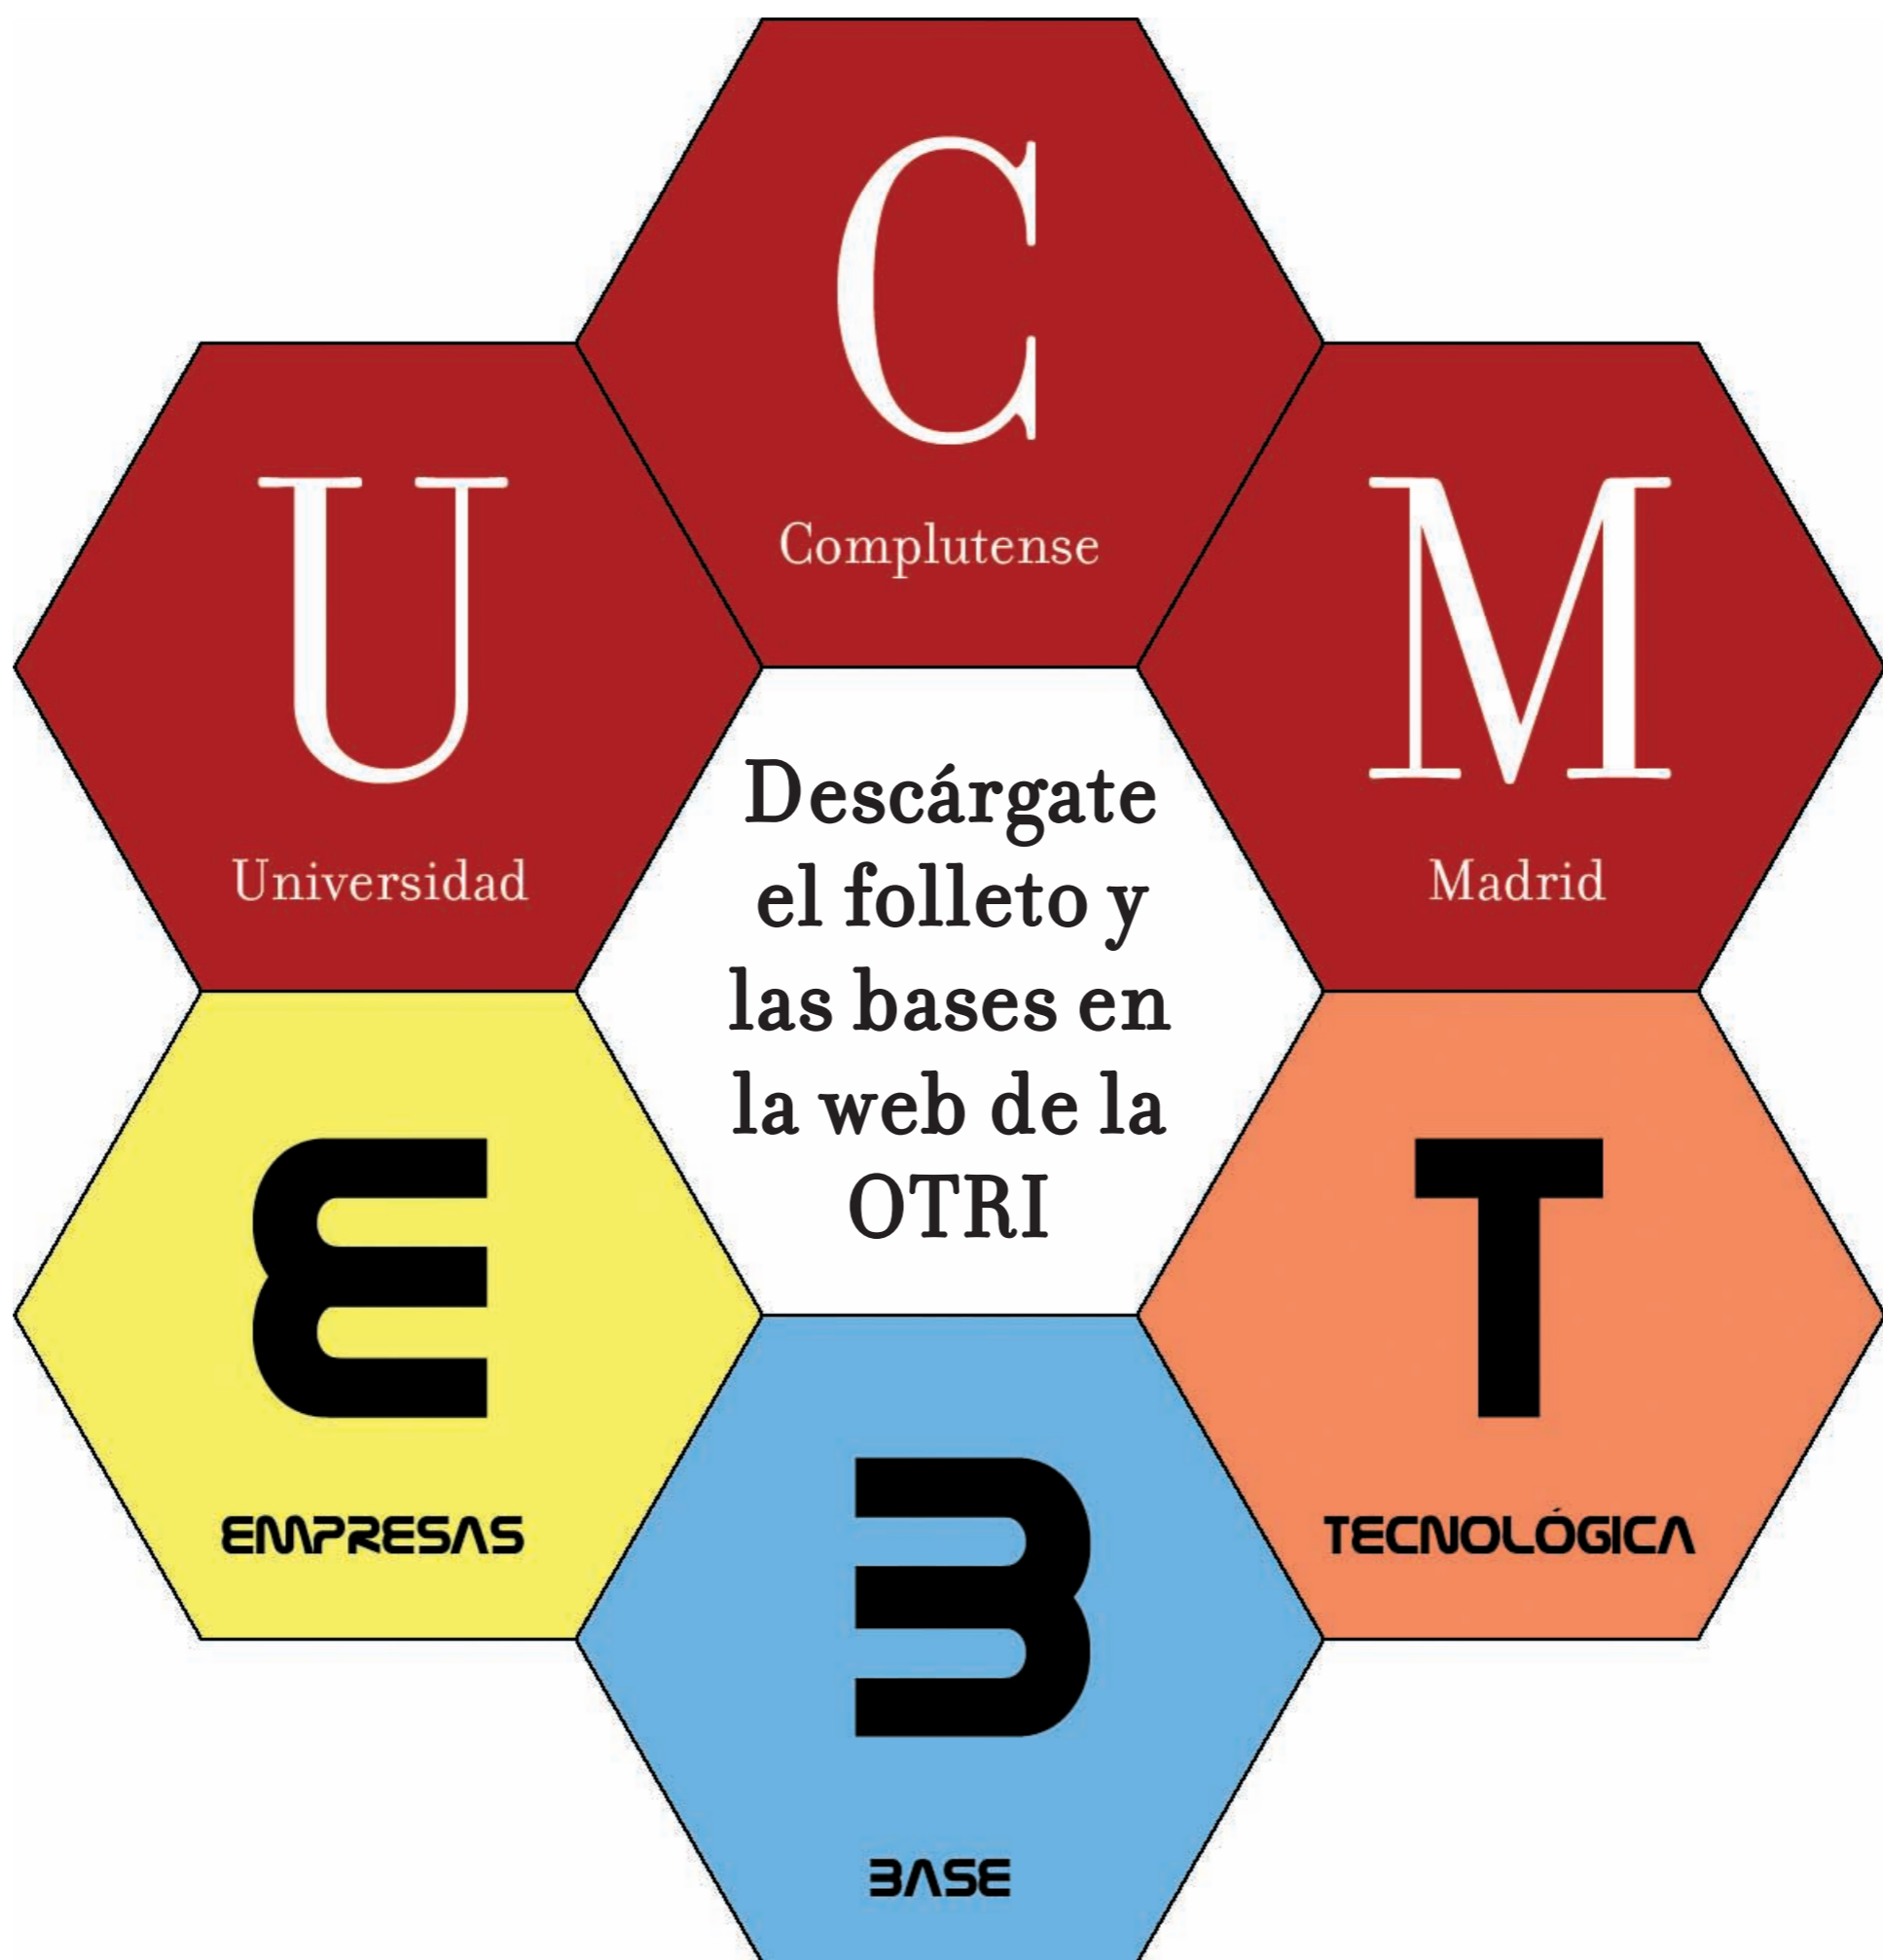 C
Complutense
U
Universidad
M
Madrid
Descárgate
el folleto y
las bases en
la web de la
OTRI
E
EMPRESAS
T
TECNOLÓGICA
B
BASE